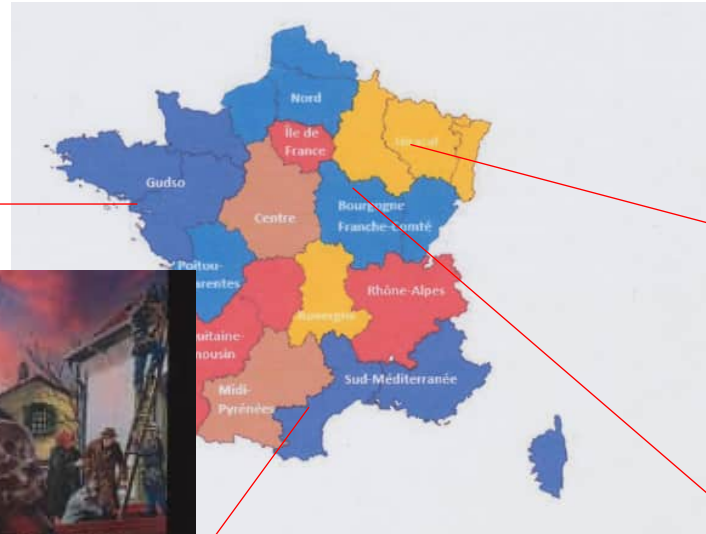 Nord
Île de
France
Gudso
Centre
Bourgogne
Franche-Comté
Poitou-
arentes
Rhône-Alpes
Auvergne
uitaine-
nousin
Midi-
Pyrénées
Sud-Méditerranée